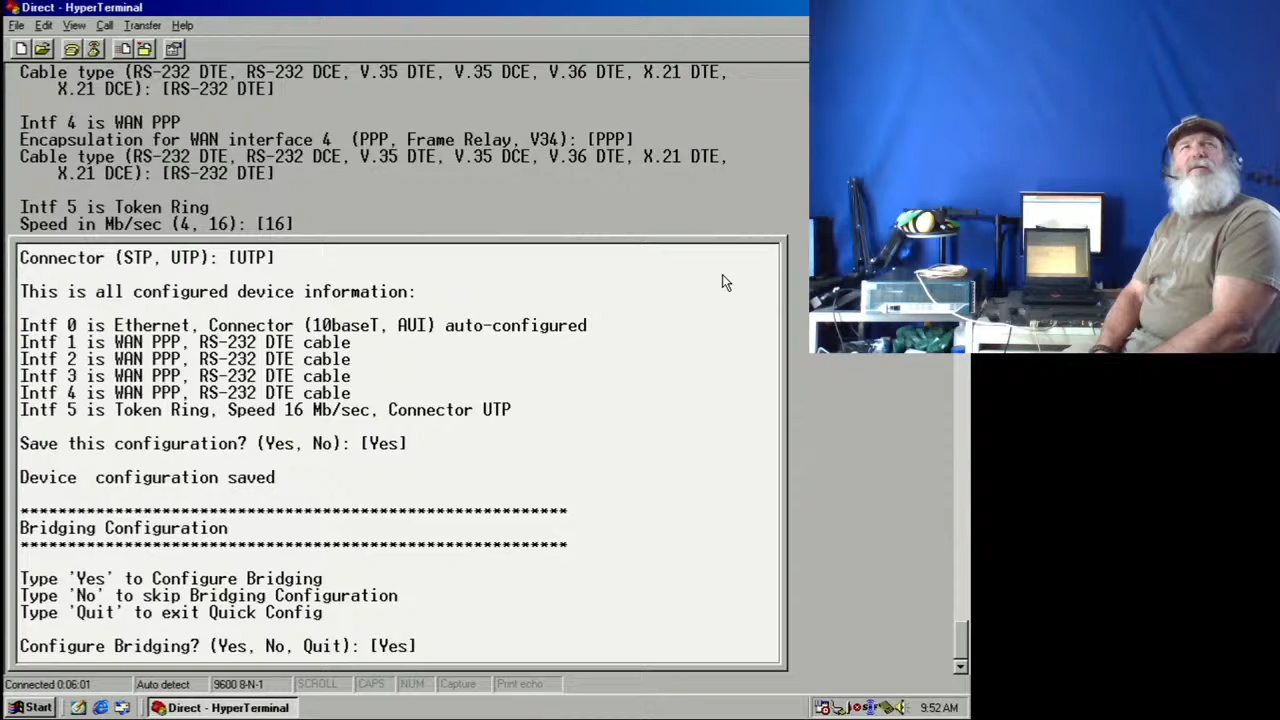 Direct - HyperTerminal
File Edit View Call Transfer Help
Cable type (RS-232 DTE, RS-232 DCE, V.35 DTE, V.35 DCE, V.36 DTE, X.21 DTE,
X.21 DCE): [RS-232 DTE]
Intf 4 is WAN PPP
Encapsulation for WAN interface 4 (PPP, Frame Relay, V34): [PPP]
Cable type (RS-232 DTE, RS-232 DCE, V.35 DTE, V.35 DCE, V.36 DTE, X.21 DTE,
X.21 DCE): [RS-232 DTE]
Intf 5 is Token Ring
Speed in Mb/sec (4, 16): [16]
Connector (STP, UTP): [UTP]
This is all configured device information:
Intf 0 is Ethernet, Connector (10baseT, AUI) auto-configured
Intf 1 is WAN PPP, RS-232 DTE cable
Intf 2 is WAN PPP, RS-232 DTE cable
Intf 3 is WAN PPP, RS-232 DTE cable
Intf 4 is WAN PPP, RS-232 DTE cable
Intf 5 is Token Ring, Speed 16 Mb/sec, Connector UTP
Save this configuration? (Yes, No): [Yes]
Device  configuration saved
**********************************************************
Bridging Configuration
**********************************************************
Type 'Yes' to Configure Bridging
Type 'No' to skip Bridging Configuration
Type 'Quit' to exit Quick Config
Configure Bridging? (Yes, No, Quit): [Yes]
Connected 0:06:01 Auto detect 9600 8-N-1 SCROLL CAPS NUM Capture Print echo
Start Direct - HyperTerminal 9:52 AM